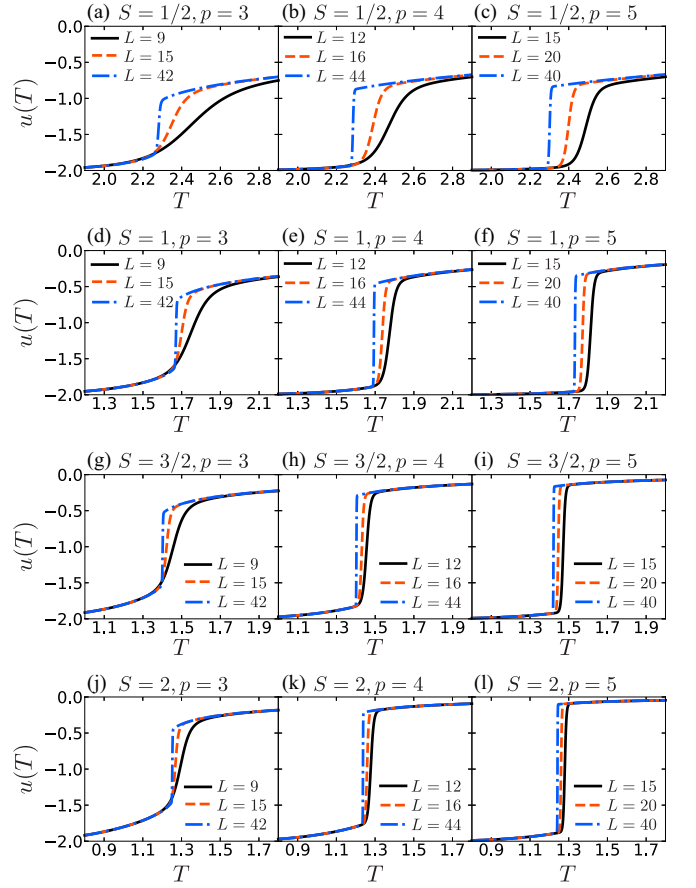 (a) S = 1/2, p = 3 (b) S = 1/2, p = 4 (c) S = 1/2, p = 5
0.0
−0.5
−1.0
−1.5
−2.0
u(T)
L = 9
L = 15
L = 42
L = 12
L = 16
L = 44
L = 15
L = 20
L = 40
2.0 2.2 2.4 2.6 2.8 2.0 2.2 2.4 2.6 2.8 2.0 2.2 2.4 2.6 2.8
T T T
(d) S = 1, p = 3 (e) S = 1, p = 4 (f) S = 1, p = 5
0.0
−0.5
−1.0
−1.5
−2.0
u(T)
L = 9
L = 15
L = 42
L = 12
L = 16
L = 44
L = 15
L = 20
L = 40
1.3 1.5 1.7 1.9 2.1 1.3 1.5 1.7 1.9 2.1 1.3 1.5 1.7 1.9 2.1
T T T
(g) S = 3/2, p = 3 (h) S = 3/2, p = 4 (i) S = 3/2, p = 5
0.0
−0.5
−1.0
−1.5
−2.0
u(T)
L = 9
L = 15
L = 42
L = 12
L = 16
L = 44
L = 15
L = 20
L = 40
1.1 1.3 1.5 1.7 1.9 1.1 1.3 1.5 1.7 1.9 1.1 1.3 1.5 1.7 1.9
T T T
(j) S = 2, p = 3 (k) S = 2, p = 4 (l) S = 2, p = 5
0.0
−0.5
−1.0
−1.5
−2.0
u(T)
L = 9
L = 15
L = 42
L = 12
L = 16
L = 44
L = 15
L = 20
L = 40
0.9 1.1 1.3 1.5 1.7 0.9 1.1 1.3 1.5 1.7 0.9 1.1 1.3 1.5 1.7
T T T